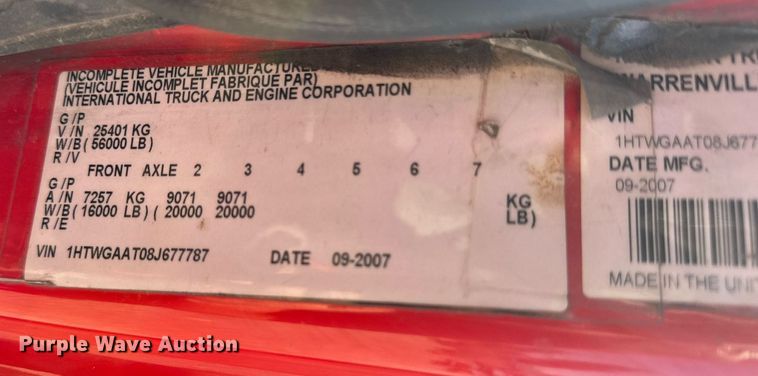 INCOMPLETE VEHICLE MANUFACTURED
(VEHICULE INCOMPLET FABRIQUE PAR)
INTERNATIONAL TRUCK AND ENGINE CORPORATION
G /P
V / N 25401 KG
W/B ( 56000 LB)
R / V
FRONT AXLE 2 3 4 5 6 7
G / P
A / N 7257 KG 9071 9071 KG
W/B (16000 LB) ( 20000 20000 LB)
R / E
VIN 1HTWGAAT08J677787 DATE 09-2007
WARRENVILL
VIN
1HTWGAAT08J677
DATE MFG.
09-2007
MADE IN THE UNI
Purple Wave Auction